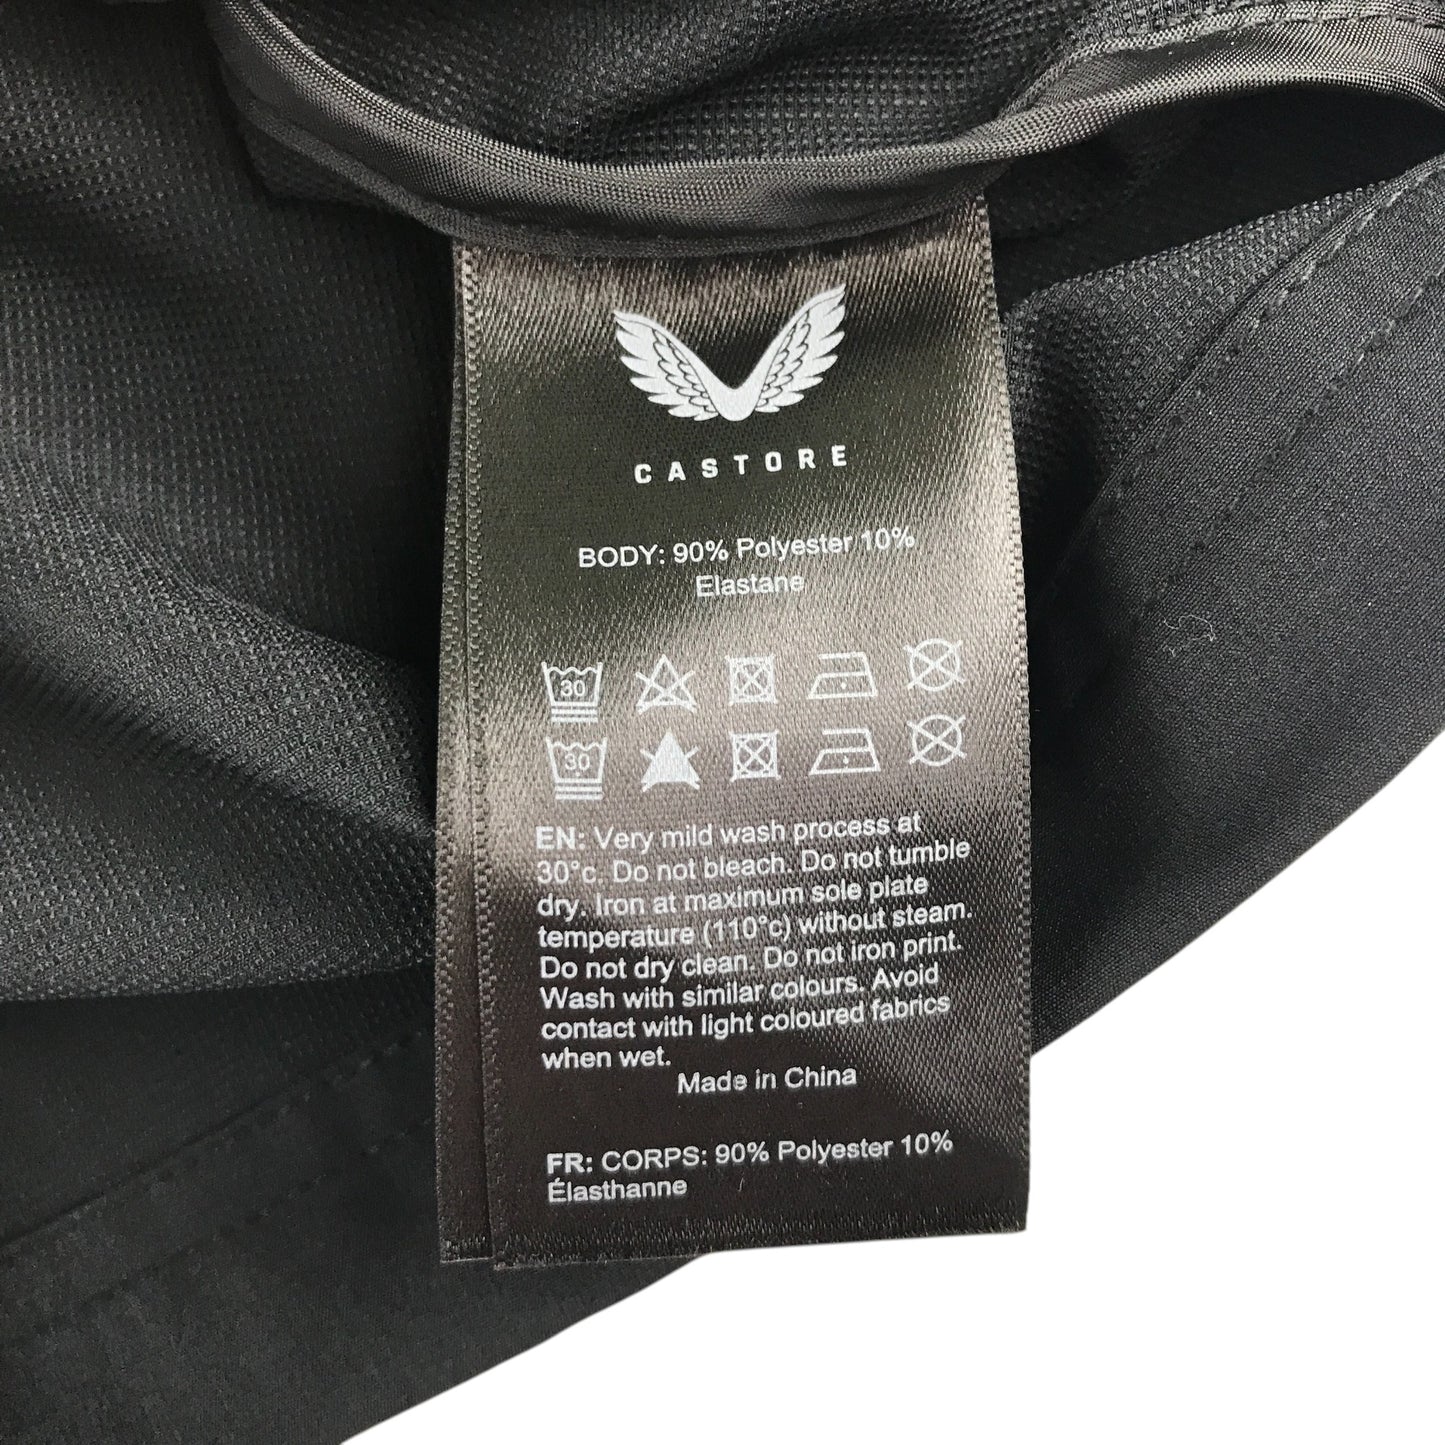 CASTORE
BODY: 90% Polyester 10%
Elastane
30
30
EN: Very mild wash process at
30°c. Do not bleach. Do not tumble
dry. Iron at maximum sole plate
temperature (110°c) without steam.
Do not dry clean. Do not iron print.
Wash with similar colours. Avoid
contact with light coloured fabrics
when wet.
Made in China
FR: CORPS: 90% Polyester 10%
Élasthanne